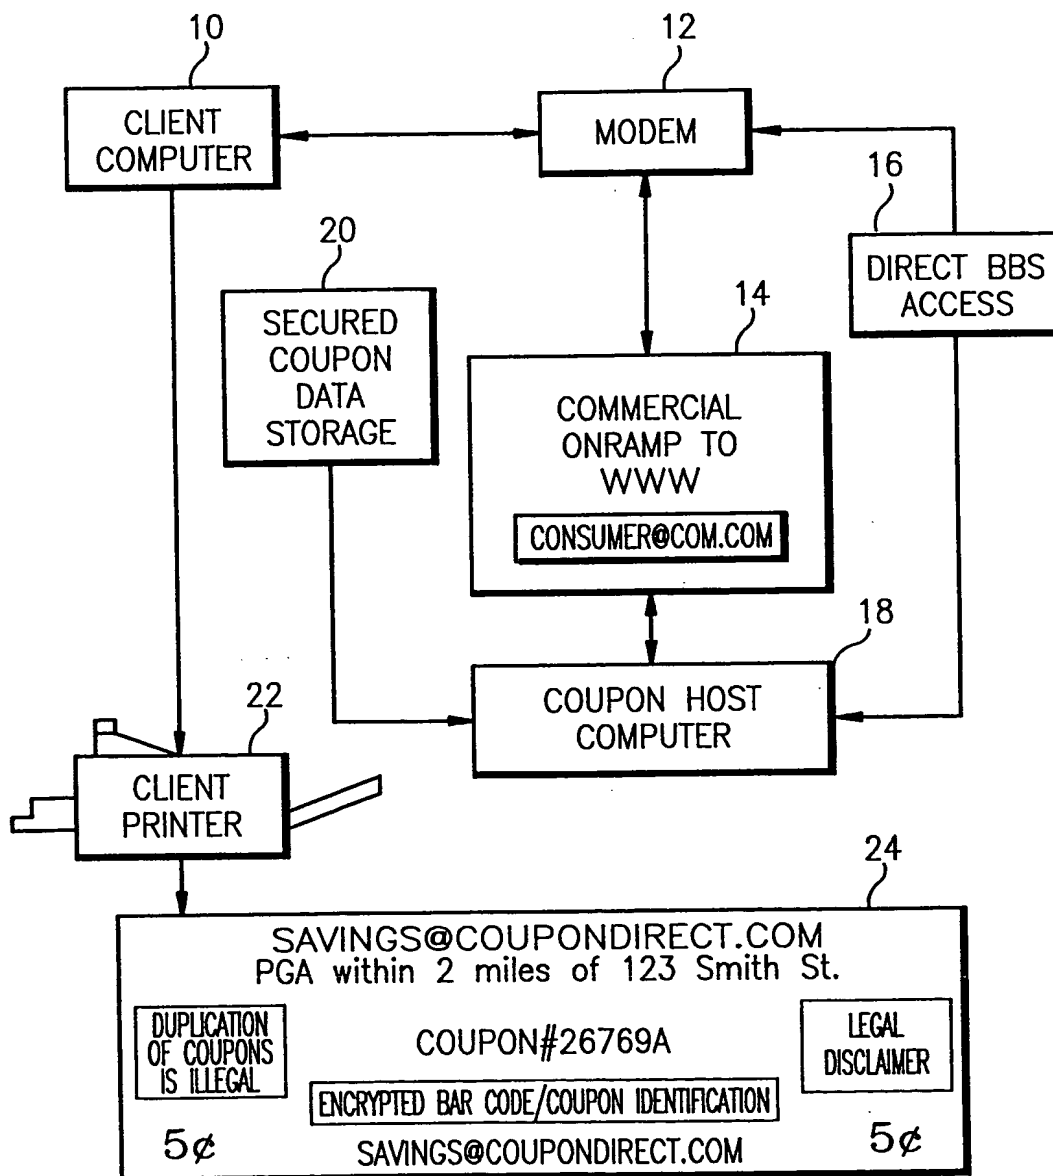 10
CLIENT
COMPUTER
12
MODEM
16
DIRECT BBS
ACCESS
20
SECURED
COUPON
DATA
STORAGE
14
COMMERCIAL
ONRAMP TO
WWW
CONSUMER@COM.COM
18
COUPON HOST
COMPUTER
22
CLIENT
PRINTER
24
SAVINGS@COUPONDIRECT.COM
PGA within 2 miles of 123 Smith St.
DUPLICATION
OF COUPONS
IS ILLEGAL
COUPON#26769A
LEGAL
DISCLAIMER
ENCRYPTED BAR CODE/COUPON IDENTIFICATION
5¢
SAVINGS@COUPONDIRECT.COM
5¢